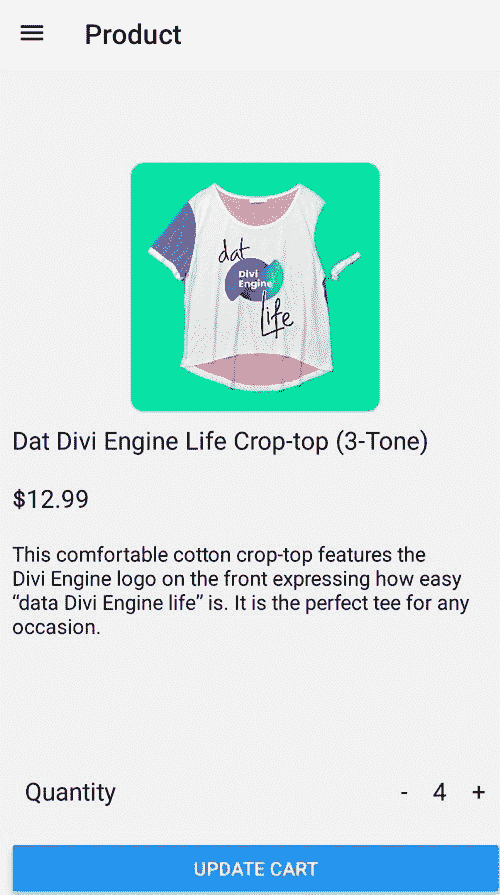 Product
dat
Divi
Engine
Life
Dat Divi Engine Life Crop-top (3-Tone)
$12.99
This comfortable cotton crop-top features the
Divi Engine logo on the front expressing how easy
“data Divi Engine life” is. It is the perfect tee for any
occasion.
Quantity - 4 +
UPDATE CART